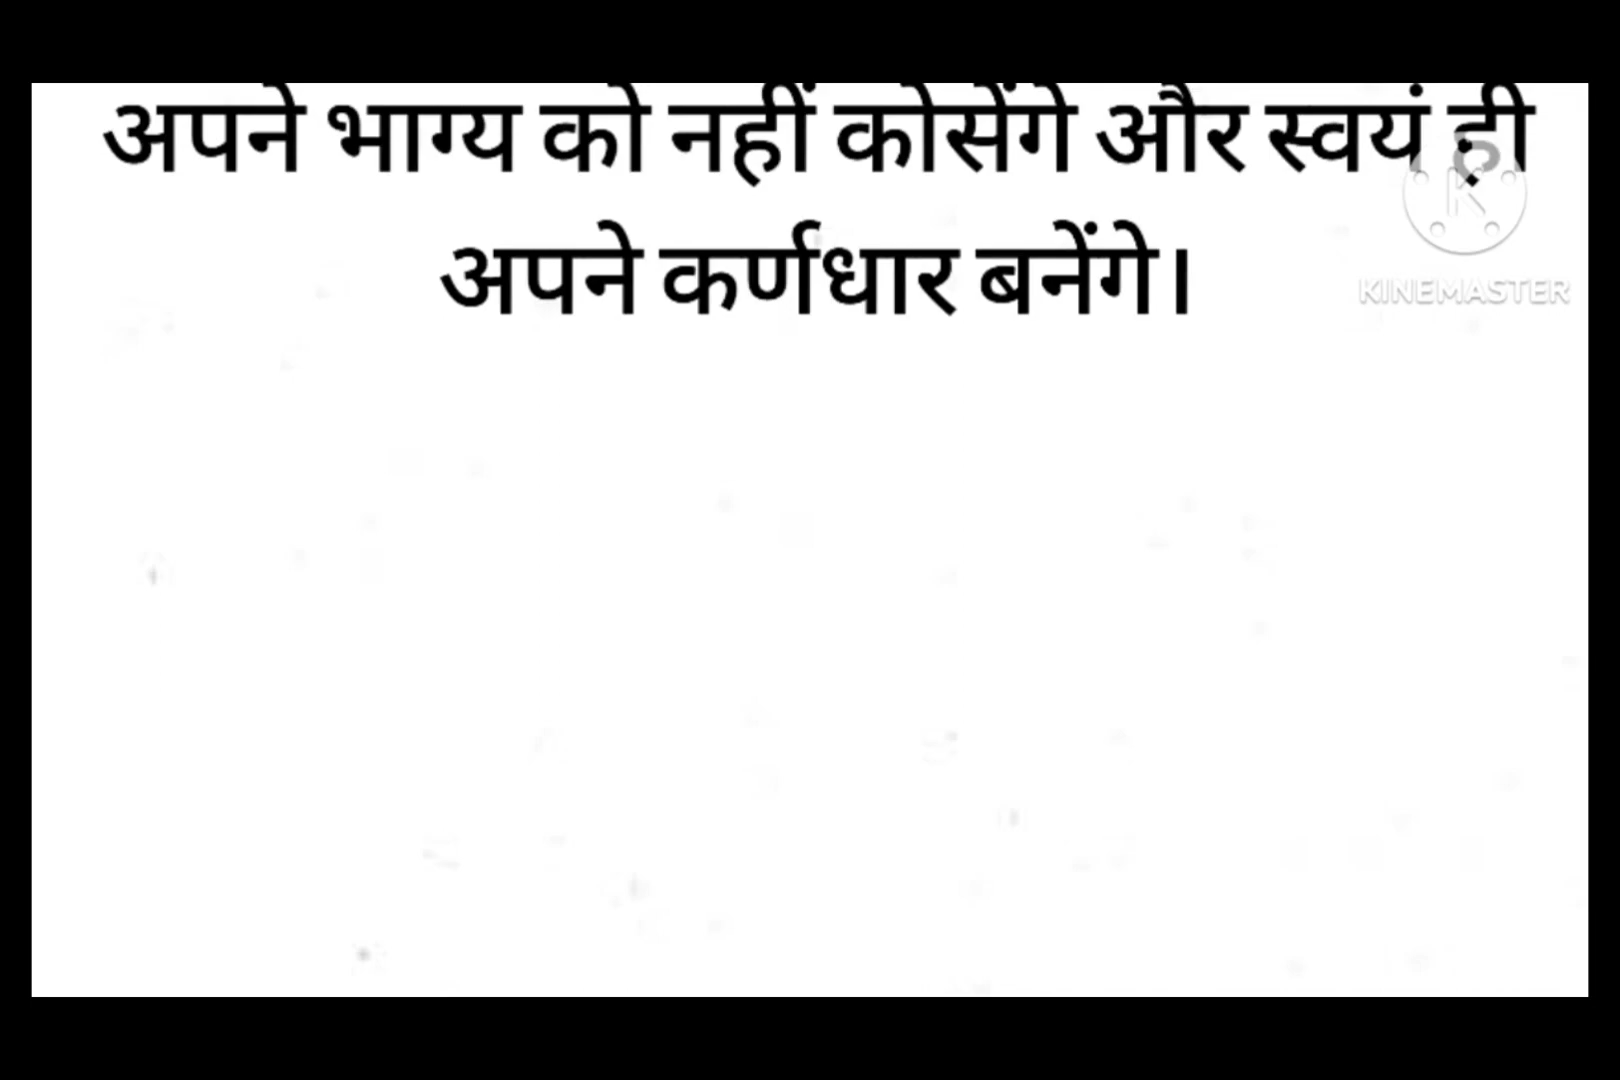 अपने भाग्य को नहीं कोसेंगे और स्वयं ही
अपने कर्णधार बनेंगे।
K
KINEMASTER